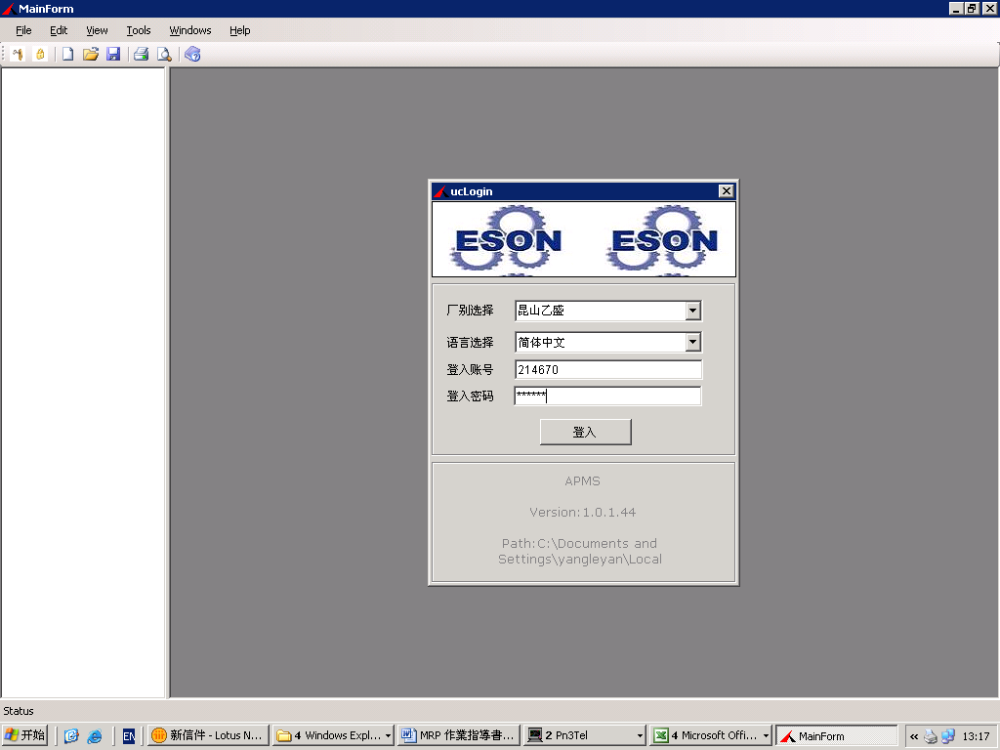 MainForm
File Edit View Tools Windows Help
ucLogin
ESON ESON
厂别选择 昆山乙盛
语言选择 简体中文
登入账号 214670
登入密码 ******
登入
APMS
Version:1.0.1.44
Path:C:\Documents and
Settings\yangleyan\Local
Status
开始 EN 新信件 - Lotus N... 4 Windows Expl... MRP 作業指導書... 2 Pn3Tel 4 Microsoft Offi... MainForm « 13:17